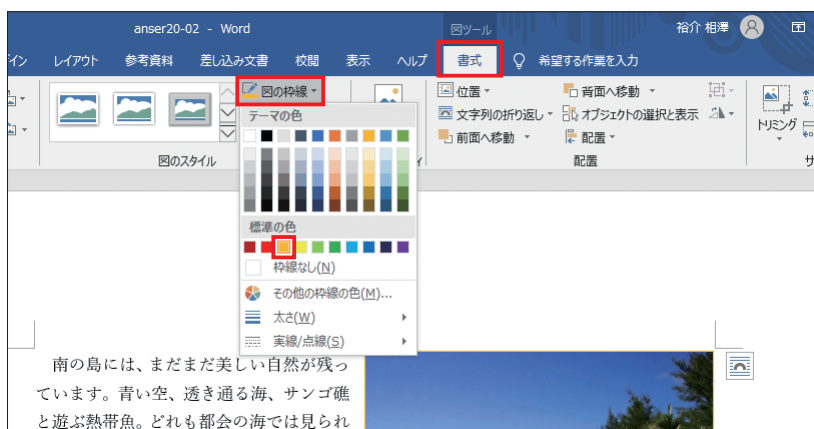 anser20-02 - Word
図ツール
裕介 相澤
レイアウト 参考資料 差し込み文書 校閲 表示 ヘルプ 書式 希望する作業を入力
図の枠線
位置
文字列の折り返し
前面へ移動
背面へ移動
オブジェクトの選択と表示
配置
トリミング
図のスタイル
配置
テーマの色
標準の色
枠線なし(N)
その他の枠線の色(M)...
太さ(W)
実線/点線(S)
南の島には、まだまだ美しい自然が残っ
ています。青い空、透き通る海、サンゴ礁
と遊ぶ熱帯魚。どれも都会の海では見られ